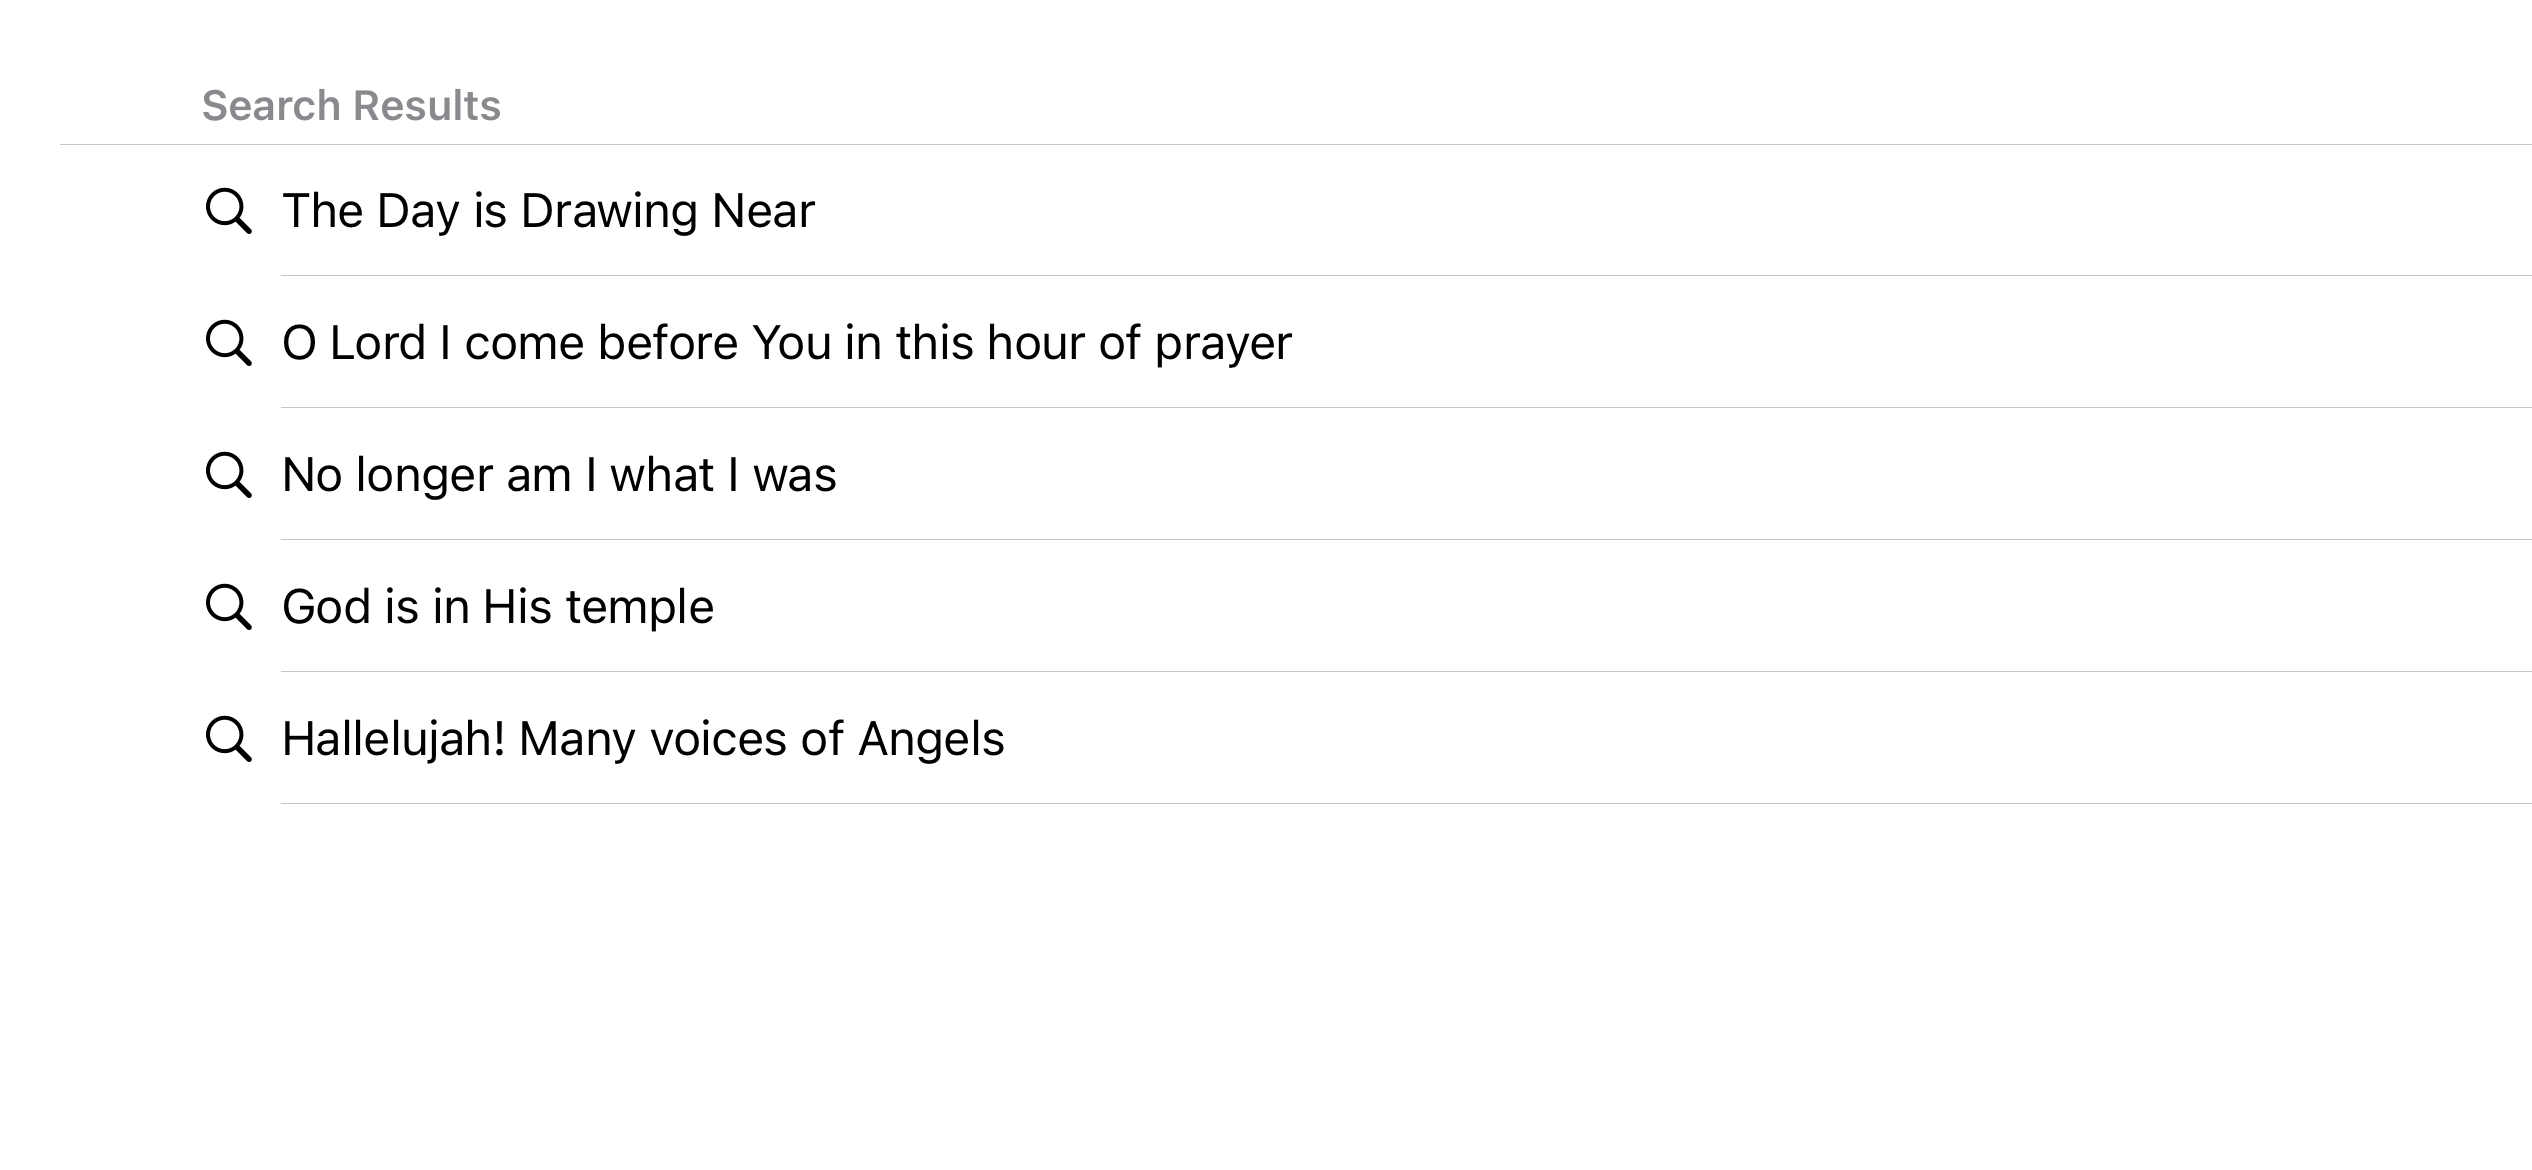 Search Results
The Day is Drawing Near
O Lord I come before You in this hour of prayer
No longer am I what I was
God is in His temple
Hallelujah! Many voices of Angels